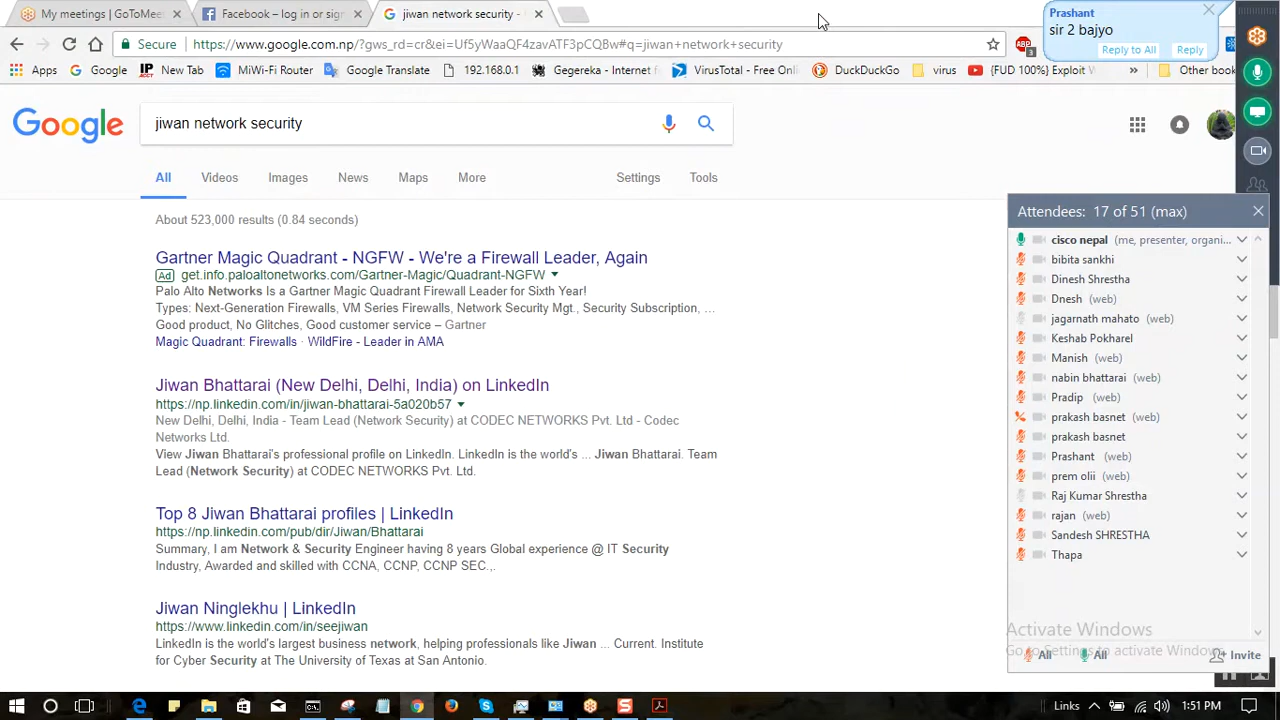 My meetings | GoToMee
Facebook – log in or sign
jiwan network security -
Prashant
sir 2 bajyo
Reply to All
Reply
Secure
https://www.google.com.np/?gws_rd=cr&ei=Uf5yWaaQF4zxvATF3pCQBw#q=jiwan+network+security
ABP
3
Apps
Google
New Tab
MiWi-Fi Router
Google Translate
192.168.0.1
Gegereka - Internet f
VirusTotal - Free Onl
DuckDuckGo
virus
{FUD 100%} Exploit V
»
Other book
Google
jiwan network security
All
Videos
Images
News
Maps
More
Settings
Tools
About 523,000 results (0.84 seconds)
Gartner Magic Quadrant - NGFW - We're a Firewall Leader, Again
Ad get.info.paloaltonetworks.com/Gartner-Magic/Quadrant-NGFW
Palo Alto Networks Is a Gartner Magic Quadrant Firewall Leader for Sixth Year!
Types: Next-Generation Firewalls, VM Series Firewalls, Network Security Mgt., Security Subscription, ...
Good product, No Glitches, Good customer service – Gartner
Magic Quadrant: Firewalls · WildFire - Leader in AMA
Jiwan Bhattarai (New Delhi, Delhi, India) on LinkedIn
https://np.linkedin.com/in/jiwan-bhattarai-5a020b57
New Delhi, Delhi, India - Team Lead (Network Security) at CODEC NETWORKS Pvt. Ltd - Codec
Networks Ltd.
View Jiwan Bhattarai's professional profile on LinkedIn. LinkedIn is the world's ... Jiwan Bhattarai. Team
Lead (Network Security) at CODEC NETWORKS Pvt. Ltd.
Top 8 Jiwan Bhattarai profiles | LinkedIn
https://np.linkedin.com/pub/dir/Jiwan/Bhattarai
Summary, I am Network & Security Engineer having 8 years Global experience @ IT Security
Industry, Awarded and skilled with CCNA, CCNP, CCNP SEC.,.
Jiwan Ninglekhu | LinkedIn
https://www.linkedin.com/in/seejiwan
LinkedIn is the world's largest business network, helping professionals like Jiwan ... Current. Institute
for Cyber Security at The University of Texas at San Antonio.
Attendees: 17 of 51 (max)
cisco nepal (me, presenter, organi...
bibita sankhi
Dinesh Shrestha
Dnesh (web)
jagarnath mahato (web)
Keshab Pokharel
Manish (web)
nabin bhattarai (web)
Pradip (web)
prakash basnet (web)
prakash basnet
Prashant (web)
prem olii (web)
Raj Kumar Shrestha
rajan (web)
Sandesh SHRESTHA
Thapa
Activate Windows
Go to Settings to activate Windows.
All
All
Invite
Links
»
1:51 PM